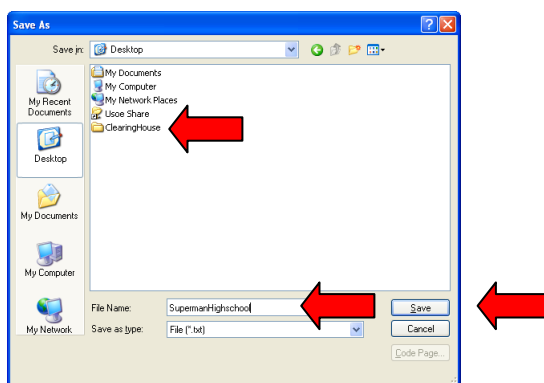 Save As
Save in: Desktop
My Recent
Documents
Desktop
My Documents
My Computer
My Network
My Documents
My Computer
My Network Places
Usoe Share
ClearingHouse
File Name: SupermanHighschool
Save
Save as type: File (*.txt)
Cancel
Code Page...